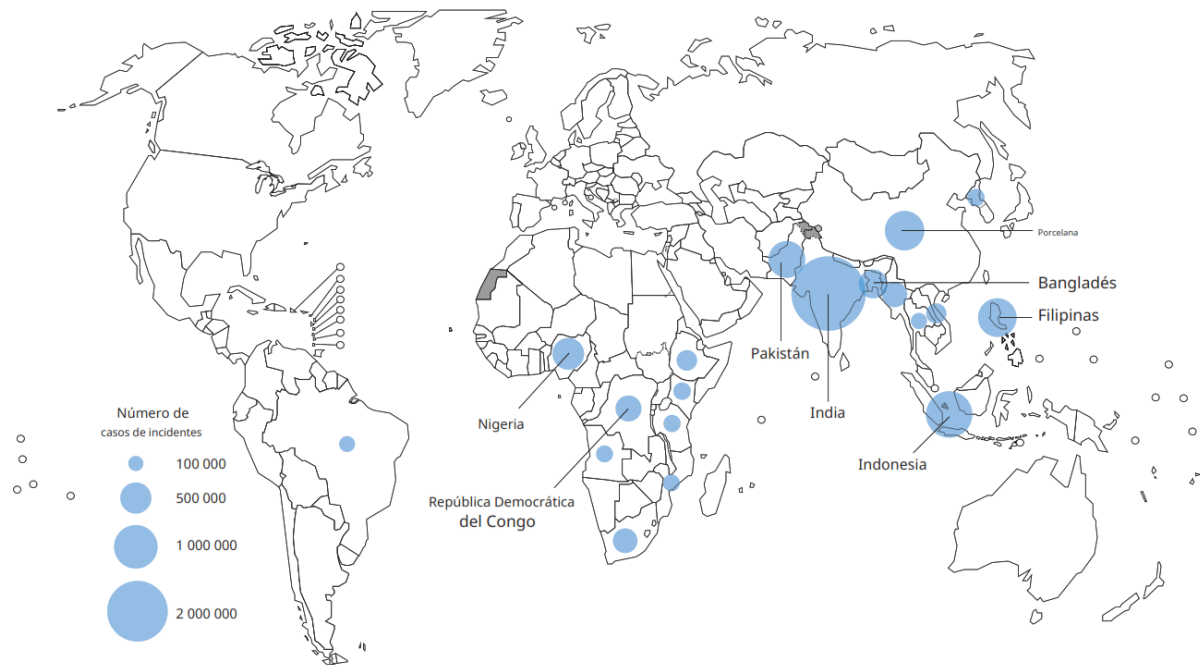 Porcelana
Bangladés
Filipinas
Pakistán
India
Nigeria
Indonesia
República Democrática
del Congo
Número de
casos de incidentes
100 000
500 000
1 000 000
2 000 000